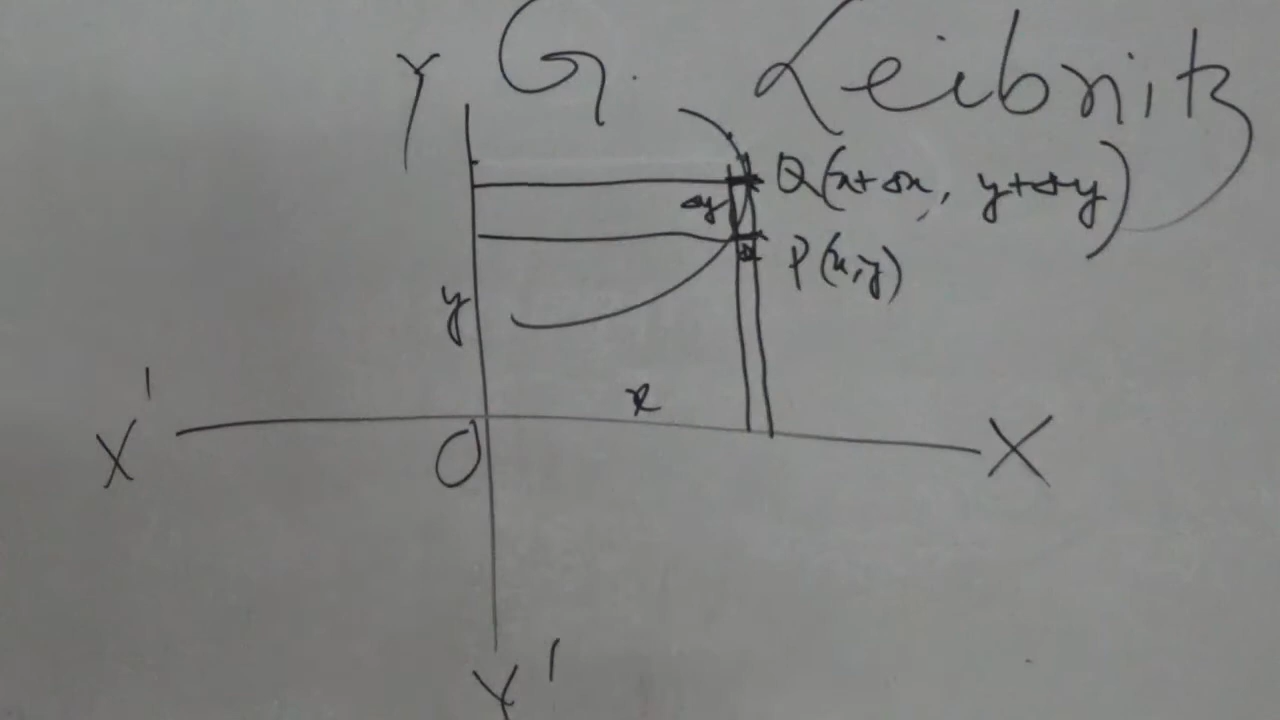 Y G. Leibnitz
Q(x+Δx, y+Δy)
Δy
P(x,y)
y
x
X'
O
X
Y'